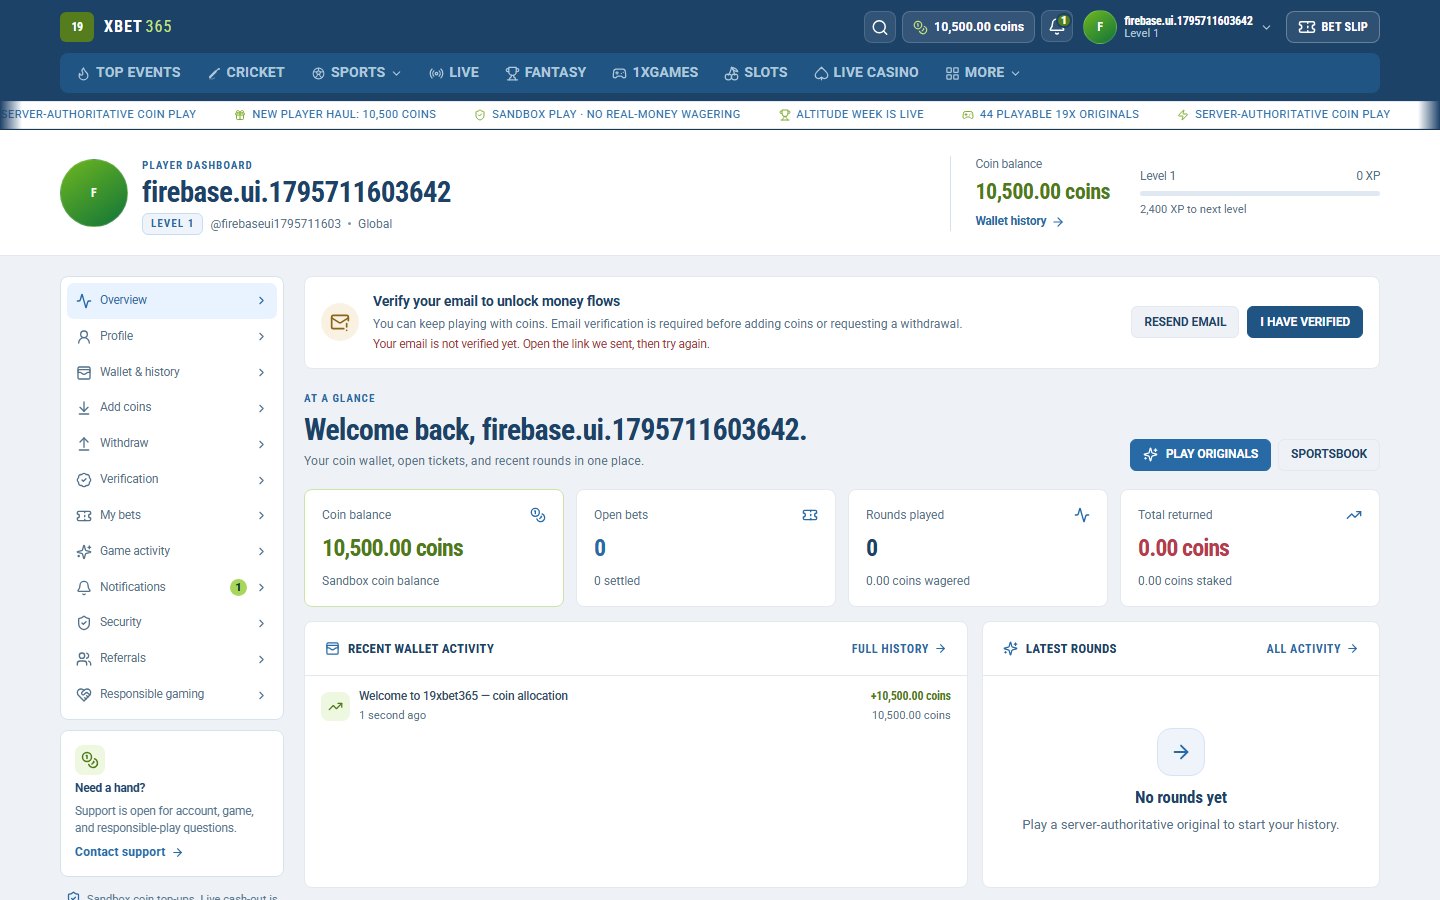 19 XBET 365
10,500.00 coins
1
F
firebase.ui.1795711603642
Level 1
BET SLIP
TOP EVENTS CRICKET SPORTS LIVE FANTASY 1XGAMES SLOTS LIVE CASINO MORE
SERVER-AUTHORITATIVE COIN PLAY NEW PLAYER HAUL: 10,500 COINS SANDBOX PLAY · NO REAL-MONEY WAGERING ALTITUDE WEEK IS LIVE 44 PLAYABLE 19X ORIGINALS SERVER-AUTHORITATIVE COIN PLAY
F
PLAYER DASHBOARD
firebase.ui.1795711603642
LEVEL 1 @firebaseui1795711603 • Global
Coin balance
10,500.00 coins
Wallet history
Level 1 0 XP
2,400 XP to next level
Overview
Profile
Wallet & history
Add coins
Withdraw
Verification
My bets
Game activity
Notifications 1
Security
Referrals
Responsible gaming
Need a hand?
Support is open for account, game,
and responsible-play questions.
Contact support
Sandbox coin top-ups. Live cash-out is
Verify your email to unlock money flows
You can keep playing with coins. Email verification is required before adding coins or requesting a withdrawal.
Your email is not verified yet. Open the link we sent, then try again.
RESEND EMAIL I HAVE VERIFIED
AT A GLANCE
Welcome back, firebase.ui.1795711603642.
Your coin wallet, open tickets, and recent rounds in one place.
PLAY ORIGINALS SPORTSBOOK
Coin balance
10,500.00 coins
Sandbox coin balance
Open bets
0
0 settled
Rounds played
0
0.00 coins wagered
Total returned
0.00 coins
0.00 coins staked
RECENT WALLET ACTIVITY FULL HISTORY
Welcome to 19xbet365 — coin allocation +10,500.00 coins
1 second ago 10,500.00 coins
LATEST ROUNDS ALL ACTIVITY
No rounds yet
Play a server-authoritative original to start your history.